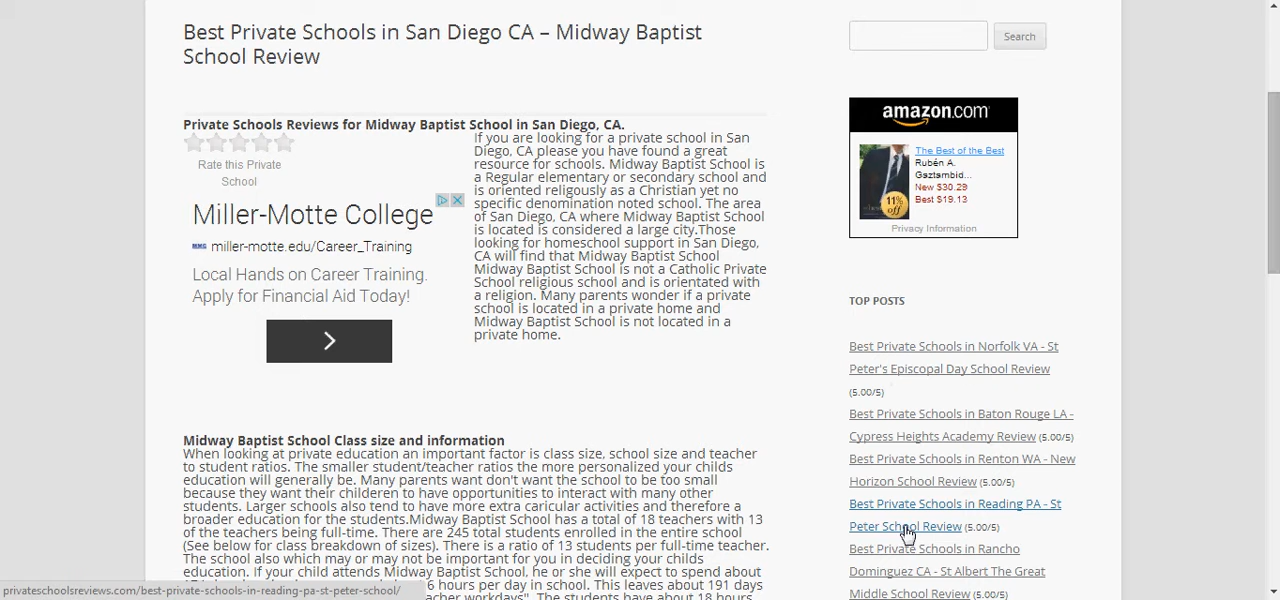 Best Private Schools in San Diego CA – Midway Baptist
School Review
Private Schools Reviews for Midway Baptist School in San Diego, CA.
Rate this Private
School
Miller-Motte College
miller-motte.edu/Career_Training
Local Hands on Career Training.
Apply for Financial Aid Today!
If you are looking for a private school in San
Diego, CA please you have found a great
resource for schools. Midway Baptist School is
a Regular elementary or secondary school and
is oriented religously as a Christian yet no
specific denomination noted school. The area
of San Diego, CA where Midway Baptist School
is located is considered a large city.Those
looking for homeschool support in San Diego,
CA will find that Midway Baptist School
Midway Baptist School is not a Catholic Private
School religious school and is orientated with
a religion. Many parents wonder if a private
school is located in a private home and
Midway Baptist School is not located in a
private home.
Midway Baptist School Class size and information
When looking at private education an important factor is class size, school size and teacher
to student ratios. The smaller student/teacher ratios the more personalized your childs
education will generally be. Many parents want don't want the school to be too small
because they want their childeren to have opportunities to interact with many other
students. Larger schools also tend to have more extra caricular activities and therefore a
broader education for the students.Midway Baptist School has a total of 18 teachers with 13
of the teachers being full-time. There are 245 total students enrolled in the entire school
(See below for class breakdown of sizes). There is a ratio of 13 students per full-time teacher.
The school also which may or may not be important for you in deciding your childs
education. If your child attends Midway Baptist School, he or she will expect to spend about
6 hours per day in school. This leaves about 191 days
workdays". The students have about 18 hours
Search
amazon.com
The Best of the Best
Rubén A.
Gaztambid...
New $30.29
Best $19.13
11%
off
Privacy Information
TOP POSTS
Best Private Schools in Norfolk VA - St
Peter's Episcopal Day School Review
(5.00/5)
Best Private Schools in Baton Rouge LA -
Cypress Heights Academy Review (5.00/5)
Best Private Schools in Renton WA - New
Horizon School Review (5.00/5)
Best Private Schools in Reading PA - St
Peter School Review (5.00/5)
Best Private Schools in Rancho
Dominguez CA - St Albert The Great
Middle School Review (5.00/5)
privateschoolsreviews.com/best-private-schools-in-reading-pa-st-peter-school/